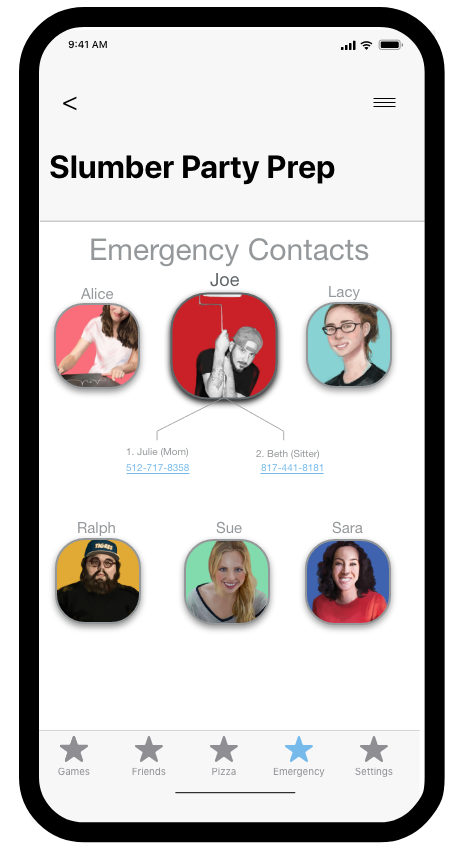 9:41 AM
<
Slumber Party Prep
Emergency Contacts
Alice
Joe
Lacy
1. Julie (Mom)
512-717-8358
2. Beth (Sitter)
817-441-8181
Ralph
Sue
Sara
Games
Friends
Pizza
Emergency
Settings